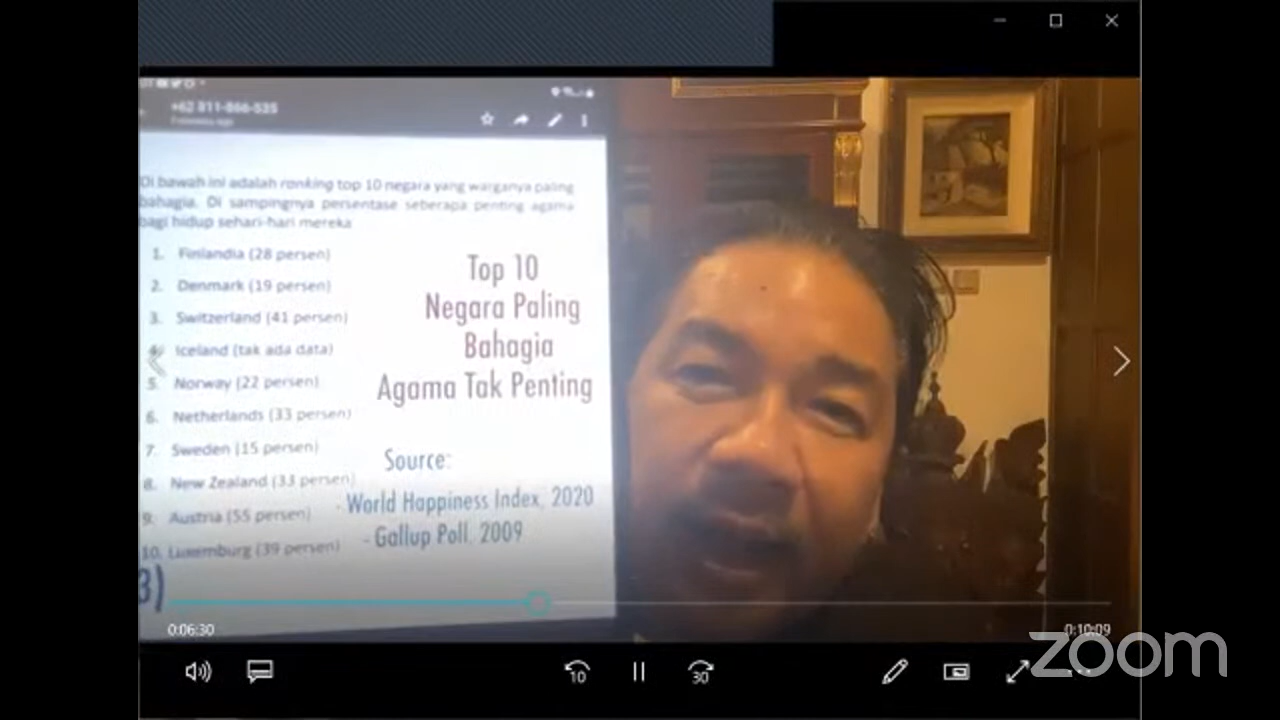 +62 811-866-535
Di bawah ini adalah ranking top 10 negara yang warganya paling
bahagia. Di sampingnya persentase seberapa penting agama
bagi hidup sehari-hari mereka
1. Finlandia (28 persen)
2. Denmark (19 persen)
3. Switzerland (41 persen)
4. Iceland (tak ada data)
5. Norway (22 persen)
6. Netherlands (33 persen)
7. Sweden (15 persen)
8. New Zealand (33 persen)
9. Austria (55 persen)
10. Luxemburg (39 persen)
Top 10
Negara Paling
Bahagia
Agama Tak Penting
Source:
- World Happiness Index, 2020
- Gallup Poll, 2009
3)
0:06:30
0:10:09
10
30
zoom